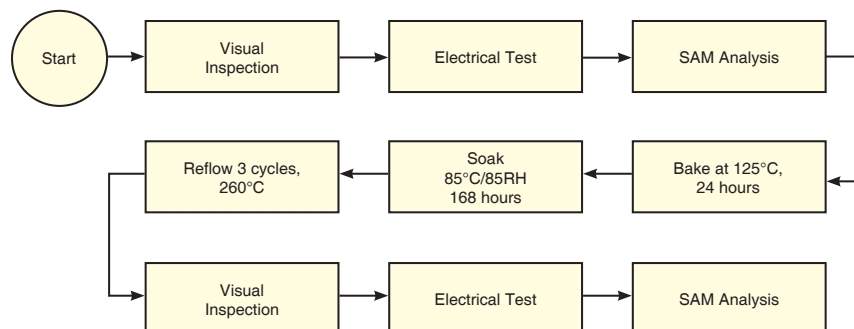 Start
Visual
Inspection
Electrical Test
SAM Analysis
Bake at 125°C,
24 hours
Soak
85°C/85RH
168 hours
Reflow 3 cycles,
260°C
Visual
Inspection
Electrical Test
SAM Analysis